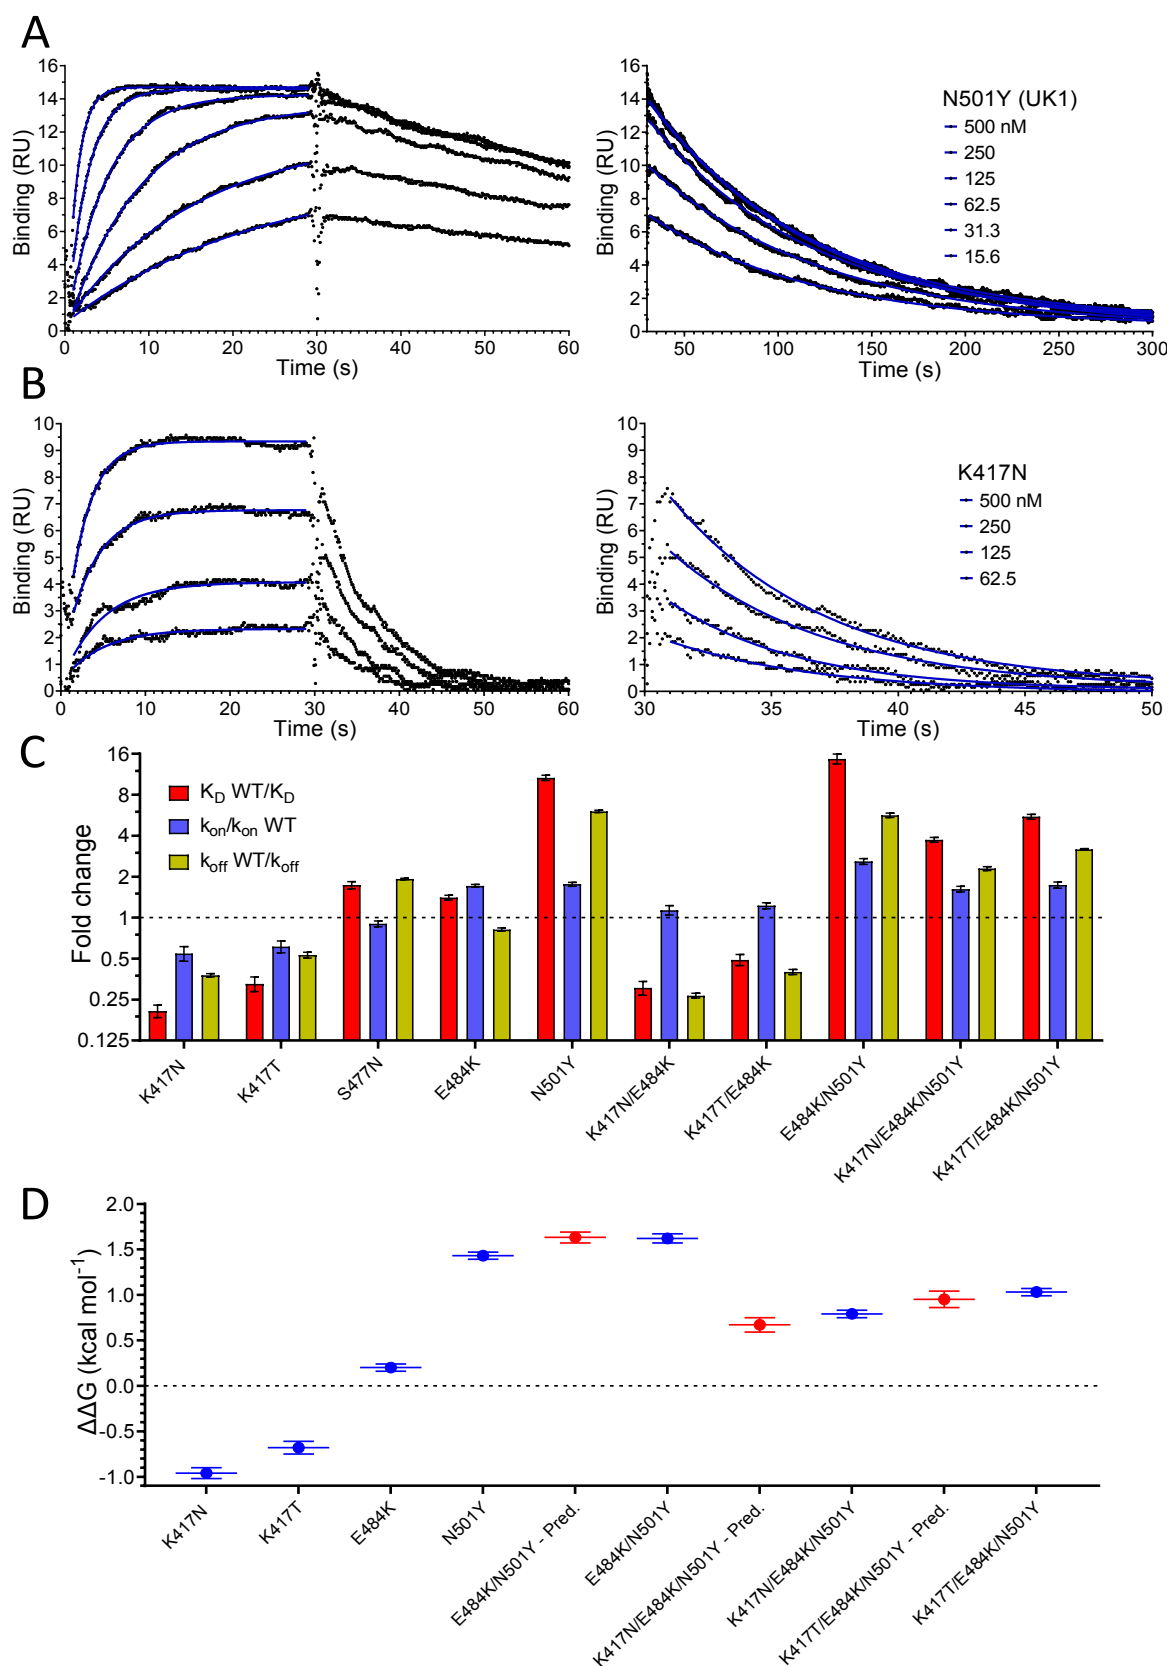 A
16
14
12
10
8
6
4
2
0
Binding (RU)
0 10 20 30 40 50 60
Time (s)
16
14
12
10
8
6
4
2
0
Binding (RU)
50 100 150 200 250 300
Time (s)
N501Y (UK1)
500 nM
250
125
62.5
31.3
15.6
B
10
9
8
7
6
5
4
3
2
1
0
Binding (RU)
0 10 20 30 40 50 60
Time (s)
10
9
8
7
6
5
4
3
2
1
0
Binding (RU)
30 35 40 45 50
Time (s)
K417N
500 nM
250
125
62.5
C
16
8
4
2
1
0.5
0.25
0.125
Fold change
K_D WT/K_D
k_on/k_on WT
k_off WT/k_off
K417N
K417T
S477N
E484K
N501Y
K417N/E484K
K417T/E484K
E484K/N501Y
K417N/E484K/N501Y
K417T/E484K/N501Y
D
2.0
1.5
1.0
0.5
0.0
-0.5
-1.0
ΔΔG (kcal mol⁻¹)
K417N
K417T
E484K
N501Y
E484K/N501Y - Pred.
E484K/N501Y
K417N/E484K/N501Y - Pred.
K417N/E484K/N501Y
K417T/E484K/N501Y - Pred.
K417T/E484K/N501Y